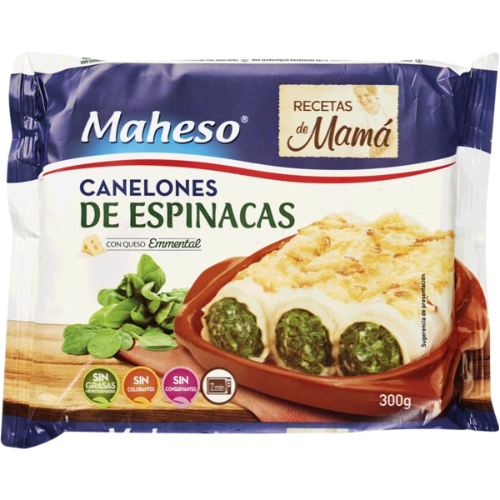 Maheso®
RECETAS
de Mamá
CANELONES
DE ESPINACAS
CON QUESO Emmental
Sugerencia de presentación
SIN
GRASAS
HIDROGENADAS
SIN
COLORANTES
SIN
CONSERVANTES
7 min
300g